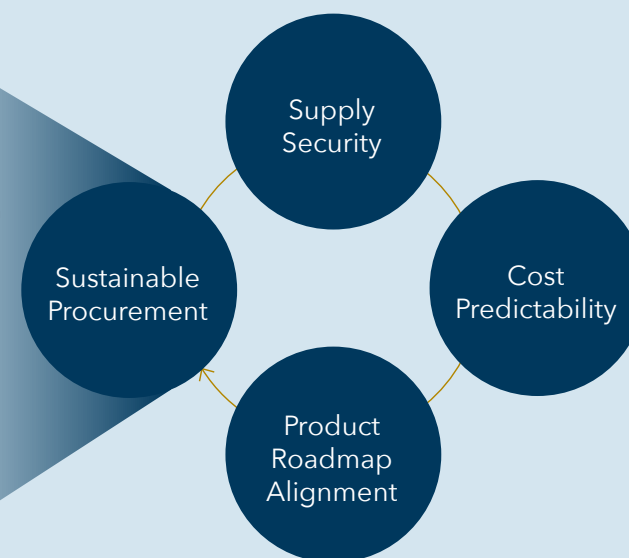 Supply
Security
Sustainable
Procurement
Cost
Predictability
Product
Roadmap
Alignment